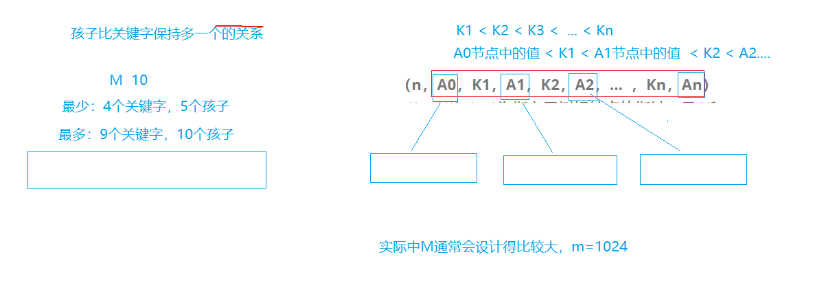 孩子比关键字保持多一个的关系
M 10
最少：4个关键字，5个孩子
最多：9个关键字，10个孩子
K1 < K2 < K3 < ... < Kn
A0节点中的值 < K1 < A1节点中的值 < K2 < A2....
(n, A0, K1, A1, K2, A2, … , Kn, An)
实际中M通常会设计得比较大，m=1024